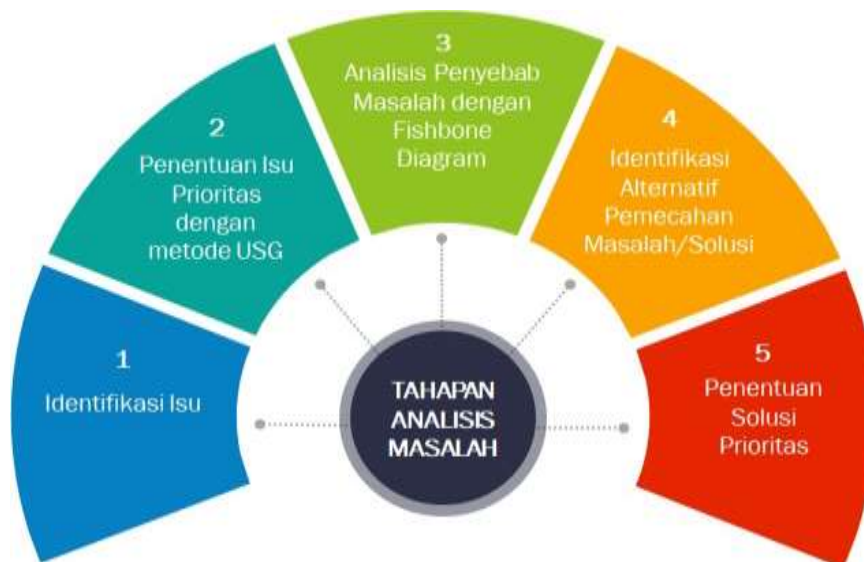 1
Identifikasi Isu
2
Penentuan Isu
Prioritas
dengan
metode USG
3
Analisis Penyebab
Masalah dengan
Fishbone
Diagram
4
Identifikasi
Alternatif
Pemecahan
Masalah/Solusi
5
Penentuan
Solusi
Prioritas
TAHAPAN
ANALISIS
MASALAH